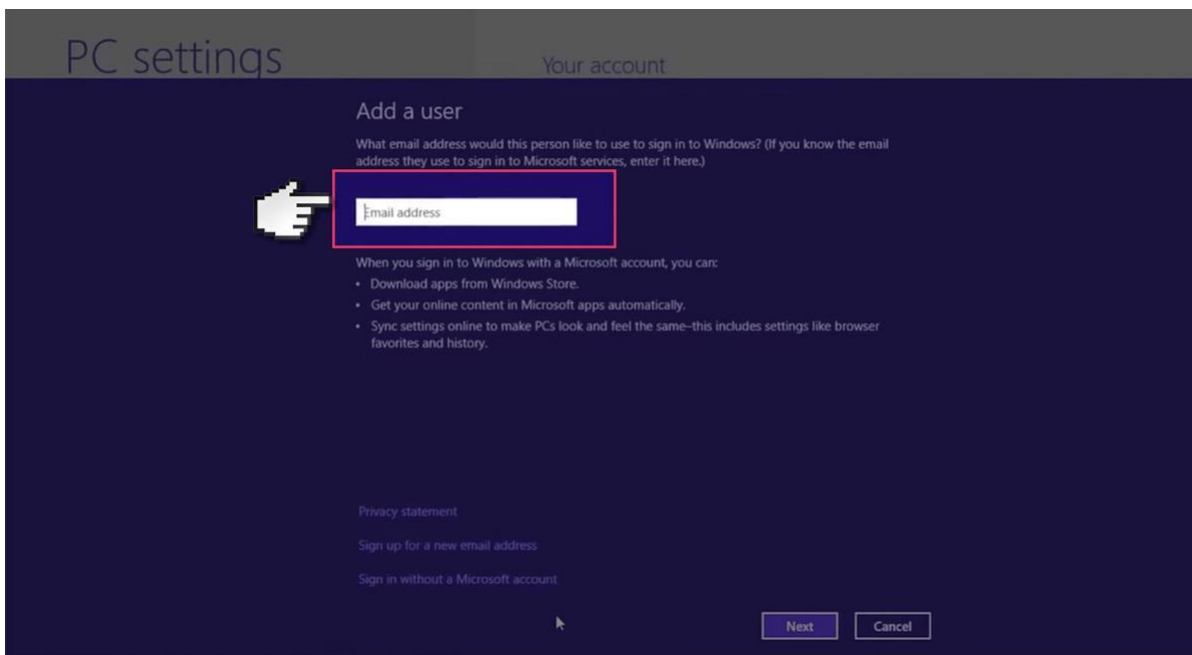 PC settings
Your account
Add a user
What email address would this person like to use to sign in to Windows? (If you know the email
address they use to sign in to Microsoft services, enter it here.)
Email address
When you sign in to Windows with a Microsoft account, you can:
• Download apps from Windows Store.
• Get your online content in Microsoft apps automatically.
• Sync settings online to make PCs look and feel the same–this includes settings like browser
favorites and history.
Privacy statement
Sign up for a new email address
Sign in without a Microsoft account
Next
Cancel